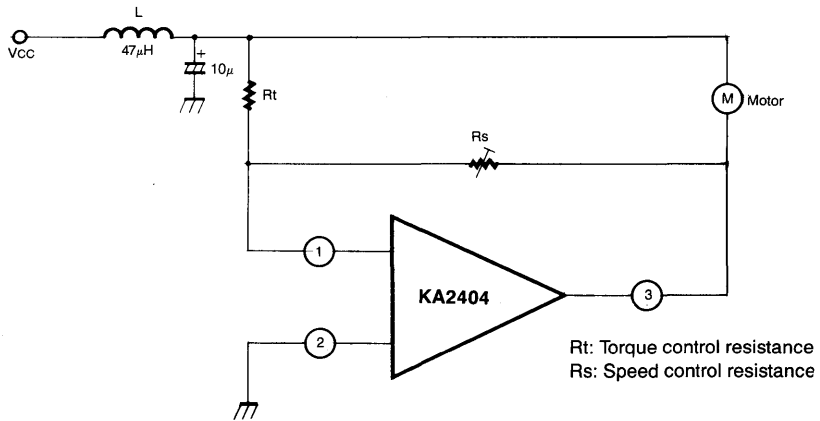 L
Vcc
47μH
+
10μ
Rt
M
Motor
Rs
1
KA2404
3
2
Rt: Torque control resistance
Rs: Speed control resistance